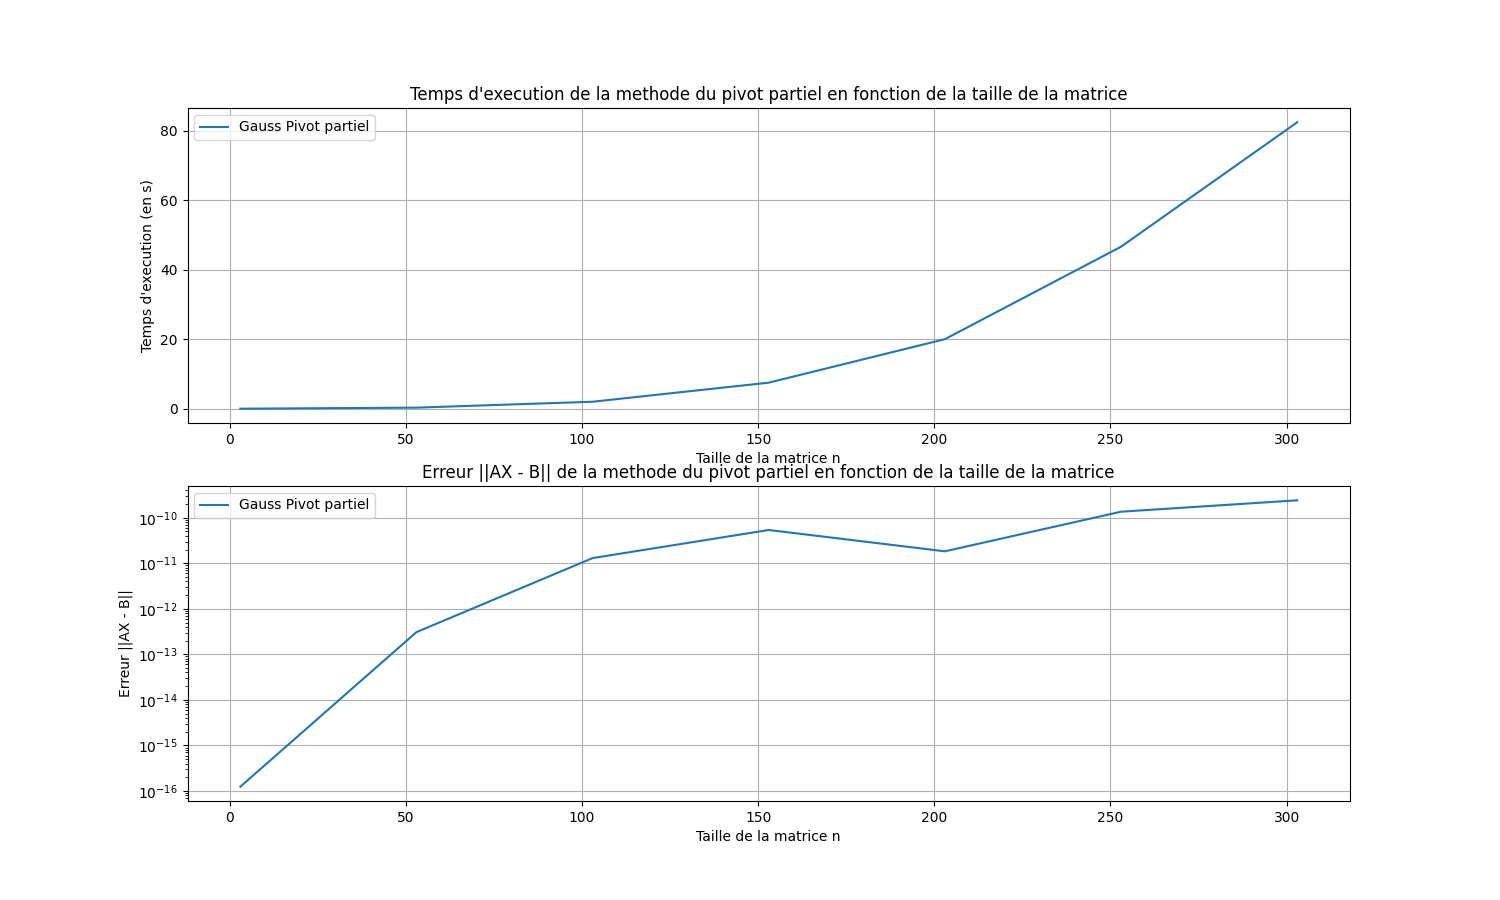 Temps d'execution de la methode du pivot partiel en fonction de la taille de la matrice
Gauss Pivot partiel
Temps d'execution (en s)
80
60
40
20
0
0 50 100 150 200 250 300
Taille de la matrice n
Erreur ||AX - B|| de la methode du pivot partiel en fonction de la taille de la matrice
Gauss Pivot partiel
Erreur ||AX - B||
10⁻¹⁰
10⁻¹¹
10⁻¹²
10⁻¹³
10⁻¹⁴
10⁻¹⁵
10⁻¹⁶
0 50 100 150 200 250 300
Taille de la matrice n